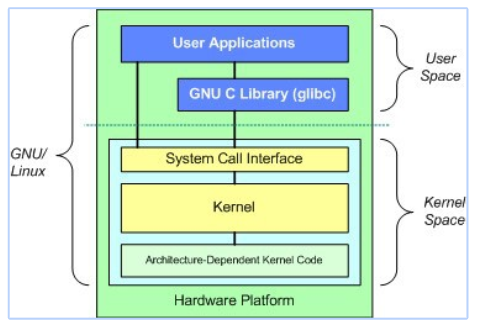 User Applications
User
Space
GNU C Library (glibc)
GNU/
Linux
System Call Interface
Kernel
Kernel
Space
Architecture-Dependent Kernel Code
Hardware Platform